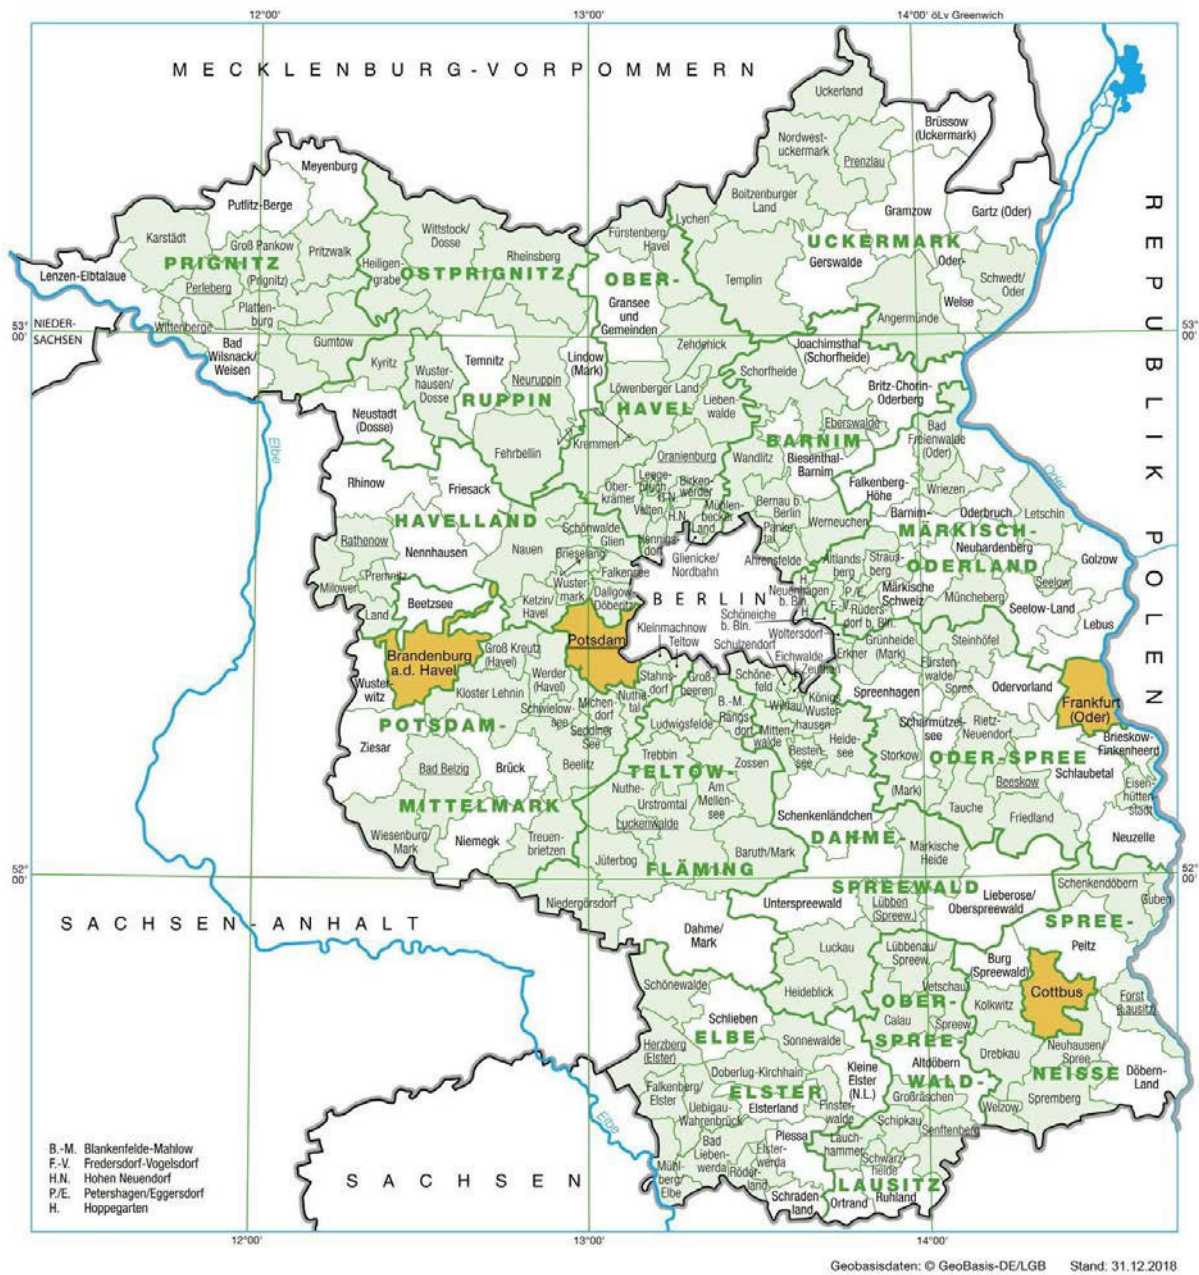 12°00'
13°00'
14°00' öLv Greenwich
MECKLENBURG-VORPOMMERN
Uckerland
Brüssow
(Uckermark)
Nordwest-
uckermark
Prenzlau
Meyenburg
Putlitz-Berge
Boitzenburger
Land
Gramzow
Gartz (Oder)
Lychen
Karstädt
Groß Pankow
(Prignitz)
Pritzwalk
Wittstock/
Dosse
Rheinsberg
Fürstenberg/
Havel
UCKERMARK
PRIGNITZ
Heiligen-
grabe
OSTPRIGNITZ-
OBER-
Templin
Gerswalde
Oder-
Welse
Schwedt/
Oder
Lenzen-Elbtalaue
Perleberg
Platten-
burg
Gransee
und
Gemeinden
Angermünde
53°
00'
NIEDER-
SACHSEN
Wittenberge
Bad
Wilsnack/
Weisen
Gumtow
Kyritz
Wuster-
hausen/
Dosse
Temnitz
Neuruppin
Lindow
(Mark)
Zehdenick
Joachimsthal
(Schorfheide)
53°
00'
Schorfheide
Britz-Chorin-
Oderberg
RUPPIN
Löwenberger Land
HAVEL
Lieben-
walde
Neustadt
(Dosse)
Eberswalde
BARNIM
Bad
Freienwalde
(Oder)
Fehrbellin
Kremmen
Oranienburg
Wandlitz
Biesenthal-
Barnim
Elbe
Oder
Rhinow
Friesack
Ober-
krämer
Leege-
bruch
H.N.
Velten
H.N.
Birken-
werder
Mühlen-
becker
Land
Bernau b.
Berlin
Falkenberg-
Höhe
Wriezen
Letschin
HAVELLAND
Schönwalde
Glien
Hennigs-
dorf
Panke-
tal
Werneuchen
Barnim-
Oderbruch
MÄRKISCH-
ODERLAND
Rathenow
Nennhausen
Nauen
Brieselang
Falkensee
Glienicke/
Nordbahn
Ahrensfelde
Altlands-
berg
Straus-
berg
Neuhardenberg
Golzow
Seelow
Milower
Land
Premnitz
Beetzsee
Wuster-
mark
Dallgow-
Döberitz
BERLIN
H.
Neuenhagen
b. Bln.
H.
P./E.
F.-V.
Rüders-
dorf b. Bln.
Märkische
Schweiz
Müncheberg
Seelow-Land
Lebus
Ketzin/
Havel
Potsdam
Kleinmachnow
Teltow
Schöneiche
b. Bln.
Schulzendorf
Woltersdorf
Eichwalde
Zeuthen
Erkner
Grünheide
(Mark)
Steinhöfel
Brandenburg
a.d. Havel
Groß Kreutz
(Havel)
Werder
(Havel)
Wuster-
witz
Kloster Lehnin
Schwielow-
see
Michen-
dorf
Nuthe-
tal
Stahns-
dorf
Groß-
beeren
Schöne-
feld
B.-M.
Rangs-
dorf
Wildau
Königs
Wuster-
hausen
Spreenhagen
Fürsten-
walde/
Spree
Odervorland
Frankfurt
(Oder)
POTSDAM-
Seddiner
See
Ludwigsfelde
Mitten-
walde
Besten-
see
Heide-
see
Scharmützel-
see
Rietz-
Neuendorf
Brieskow-
Finkenheerd
Ziesar
Bad Belzig
Brück
Beelitz
Trebbin
Zossen
Storkow
(Mark)
ODER-SPREE
Schlaubetal
TELTOW-
Beeskow
Eisen-
hütten-
stadt
MITTELMARK
Nuthe-
Urstromtal
Am
Mellen-
see
Luckenwalde
Schenkenländchen
Tauche
Friedland
Wiesenburg/
Mark
Niemegk
Treuen-
brietzen
DAHME-
Neuzelle
Jüterbog
Baruth/Mark
Märkische
Heide
FLÄMING
52°
00'
52°
00'
Niedergörsdorf
SPREEWALD
Unterspreewald
Lübben
(Spreew.)
Lieberose/
Oberspreewald
Schenkendöbern
Guben
SACHSEN-ANHALT
SPREE-
Dahme/
Mark
Luckau
Lübbenau/
Spreew.
Burg
(Spreewald)
Peitz
Schönewalde
Heideblick
Vetschau/
Spreew.
Cottbus
Forst
(Lausitz)
OBER-
Kolkwitz
Schlieben
ELBE
Sonnewalde
Calau
SPREE-
WALD-
Herzberg
(Elster)
Altdöbern
Drebkau
Neuhausen/
Spree
NEISSE
Döbern-
Land
Doberlug-Kirchhain
Kleine
Elster
(N.L.)
Falkenberg/
Elster
ELSTER
Elsterland
Großräschen
Welzow
Spremberg
Uebigau-
Wahrenbrück
Finster-
walde
Schipkau
Senftenberg
Elbe
Bad
Lieben-
werda
Plessa
Elster-
werda
Lauch-
hammer
Schwarz-
heide
Mühl-
berg/
Elbe
Röder-
land
Schraden-
land
LAUSITZ
Ortrand
Ruhland
SACHSEN
REPUBLIK POLEN
B.-M. Blankenfelde-Mahlow
F.-V. Fredersdorf-Vogelsdorf
H.N. Hohen Neuendorf
P./E. Petershagen/Eggersdorf
H. Hoppegarten
12°00'
13°00'
14°00'
Geobasisdaten: © GeoBasis-DE/LGB Stand: 31.12.2018